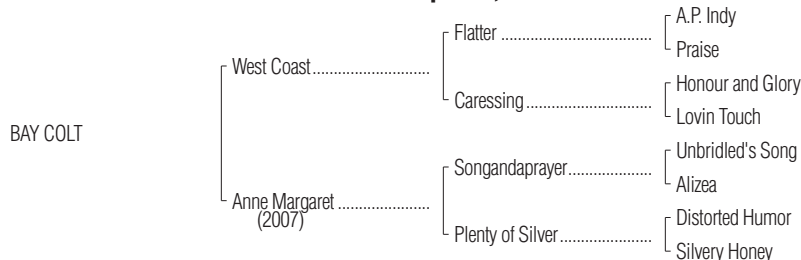 A.P. Indy
Flatter ....................................
Praise
West Coast...........................
Honour and Glory
Caressing.............................
Lovin Touch
BAY COLT
Unbridled's Song
Songandaprayer...................
Alizea
Anne Margaret .....................
(2007)
Distorted Humor
Plenty of Silver.....................
Silvery Honey